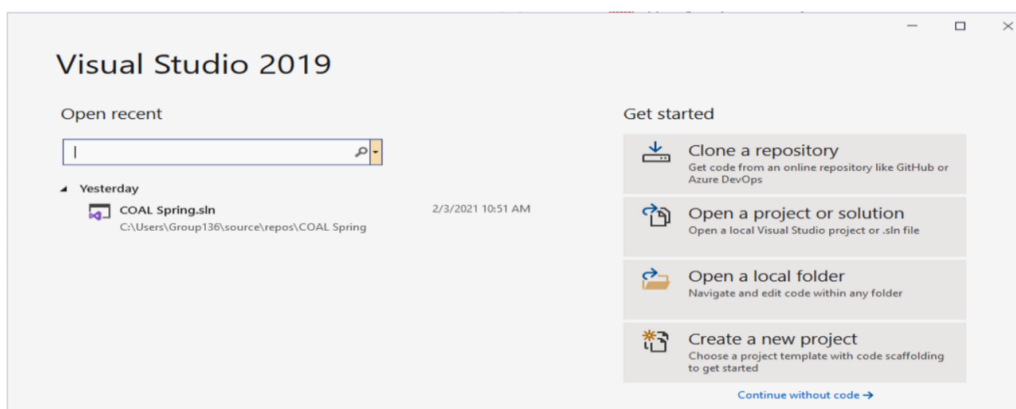 Visual Studio 2019
Open recent
Yesterday
COAL Spring.sln
2/3/2021 10:51 AM
C:\Users\Group136\source\repos\COAL Spring
Get started
Clone a repository
Get code from an online repository like GitHub or
Azure DevOps
Open a project or solution
Open a local Visual Studio project or .sln file
Open a local folder
Navigate and edit code within any folder
Create a new project
Choose a project template with code scaffolding
to get started
Continue without code →